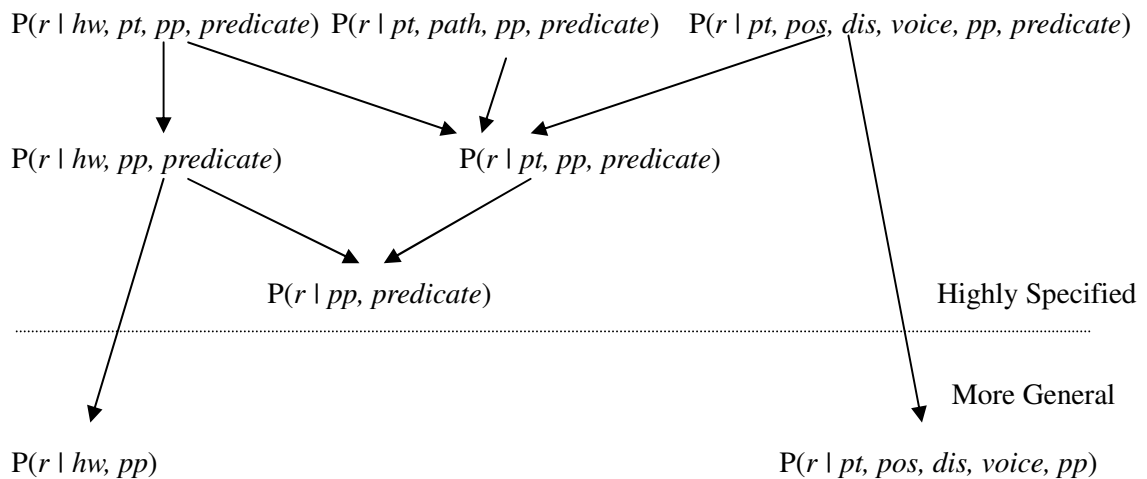 P(r | hw, pt, pp, predicate) P(r | pt, path, pp, predicate) P(r | pt, pos, dis, voice, pp, predicate)
P(r | hw, pp, predicate) P(r | pt, pp, predicate)
P(r | pp, predicate) Highly Specified
More General
P(r | hw, pp) P(r | pt, pos, dis, voice, pp)